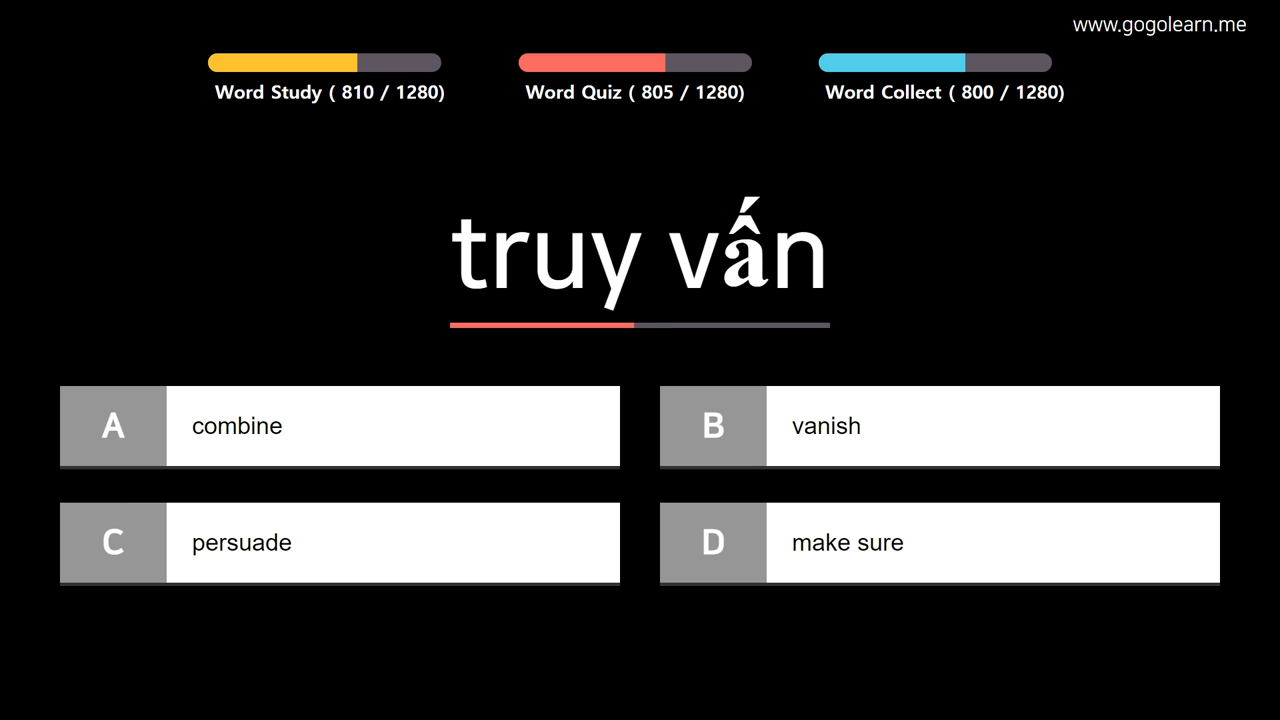 www.gogolearn.me
Word Study ( 810 / 1280)
Word Quiz ( 805 / 1280)
Word Collect ( 800 / 1280)
truy vấn
A combine
B vanish
C persuade
D make sure